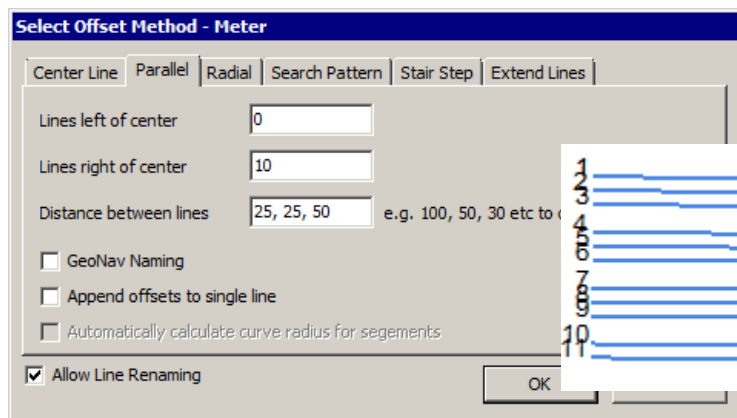 Select Offset Method - Meter
Center Line Parallel Radial Search Pattern Stair Step Extend Lines
Lines left of center 0
Lines right of center 10
Distance between lines 25, 25, 50 e.g. 100, 50, 30 etc to
GeoNav Naming
Append offsets to single line
Automatically calculate curve radius for segements
Allow Line Renaming
OK
1
2
3
4
5
6
7
8
9
10
11